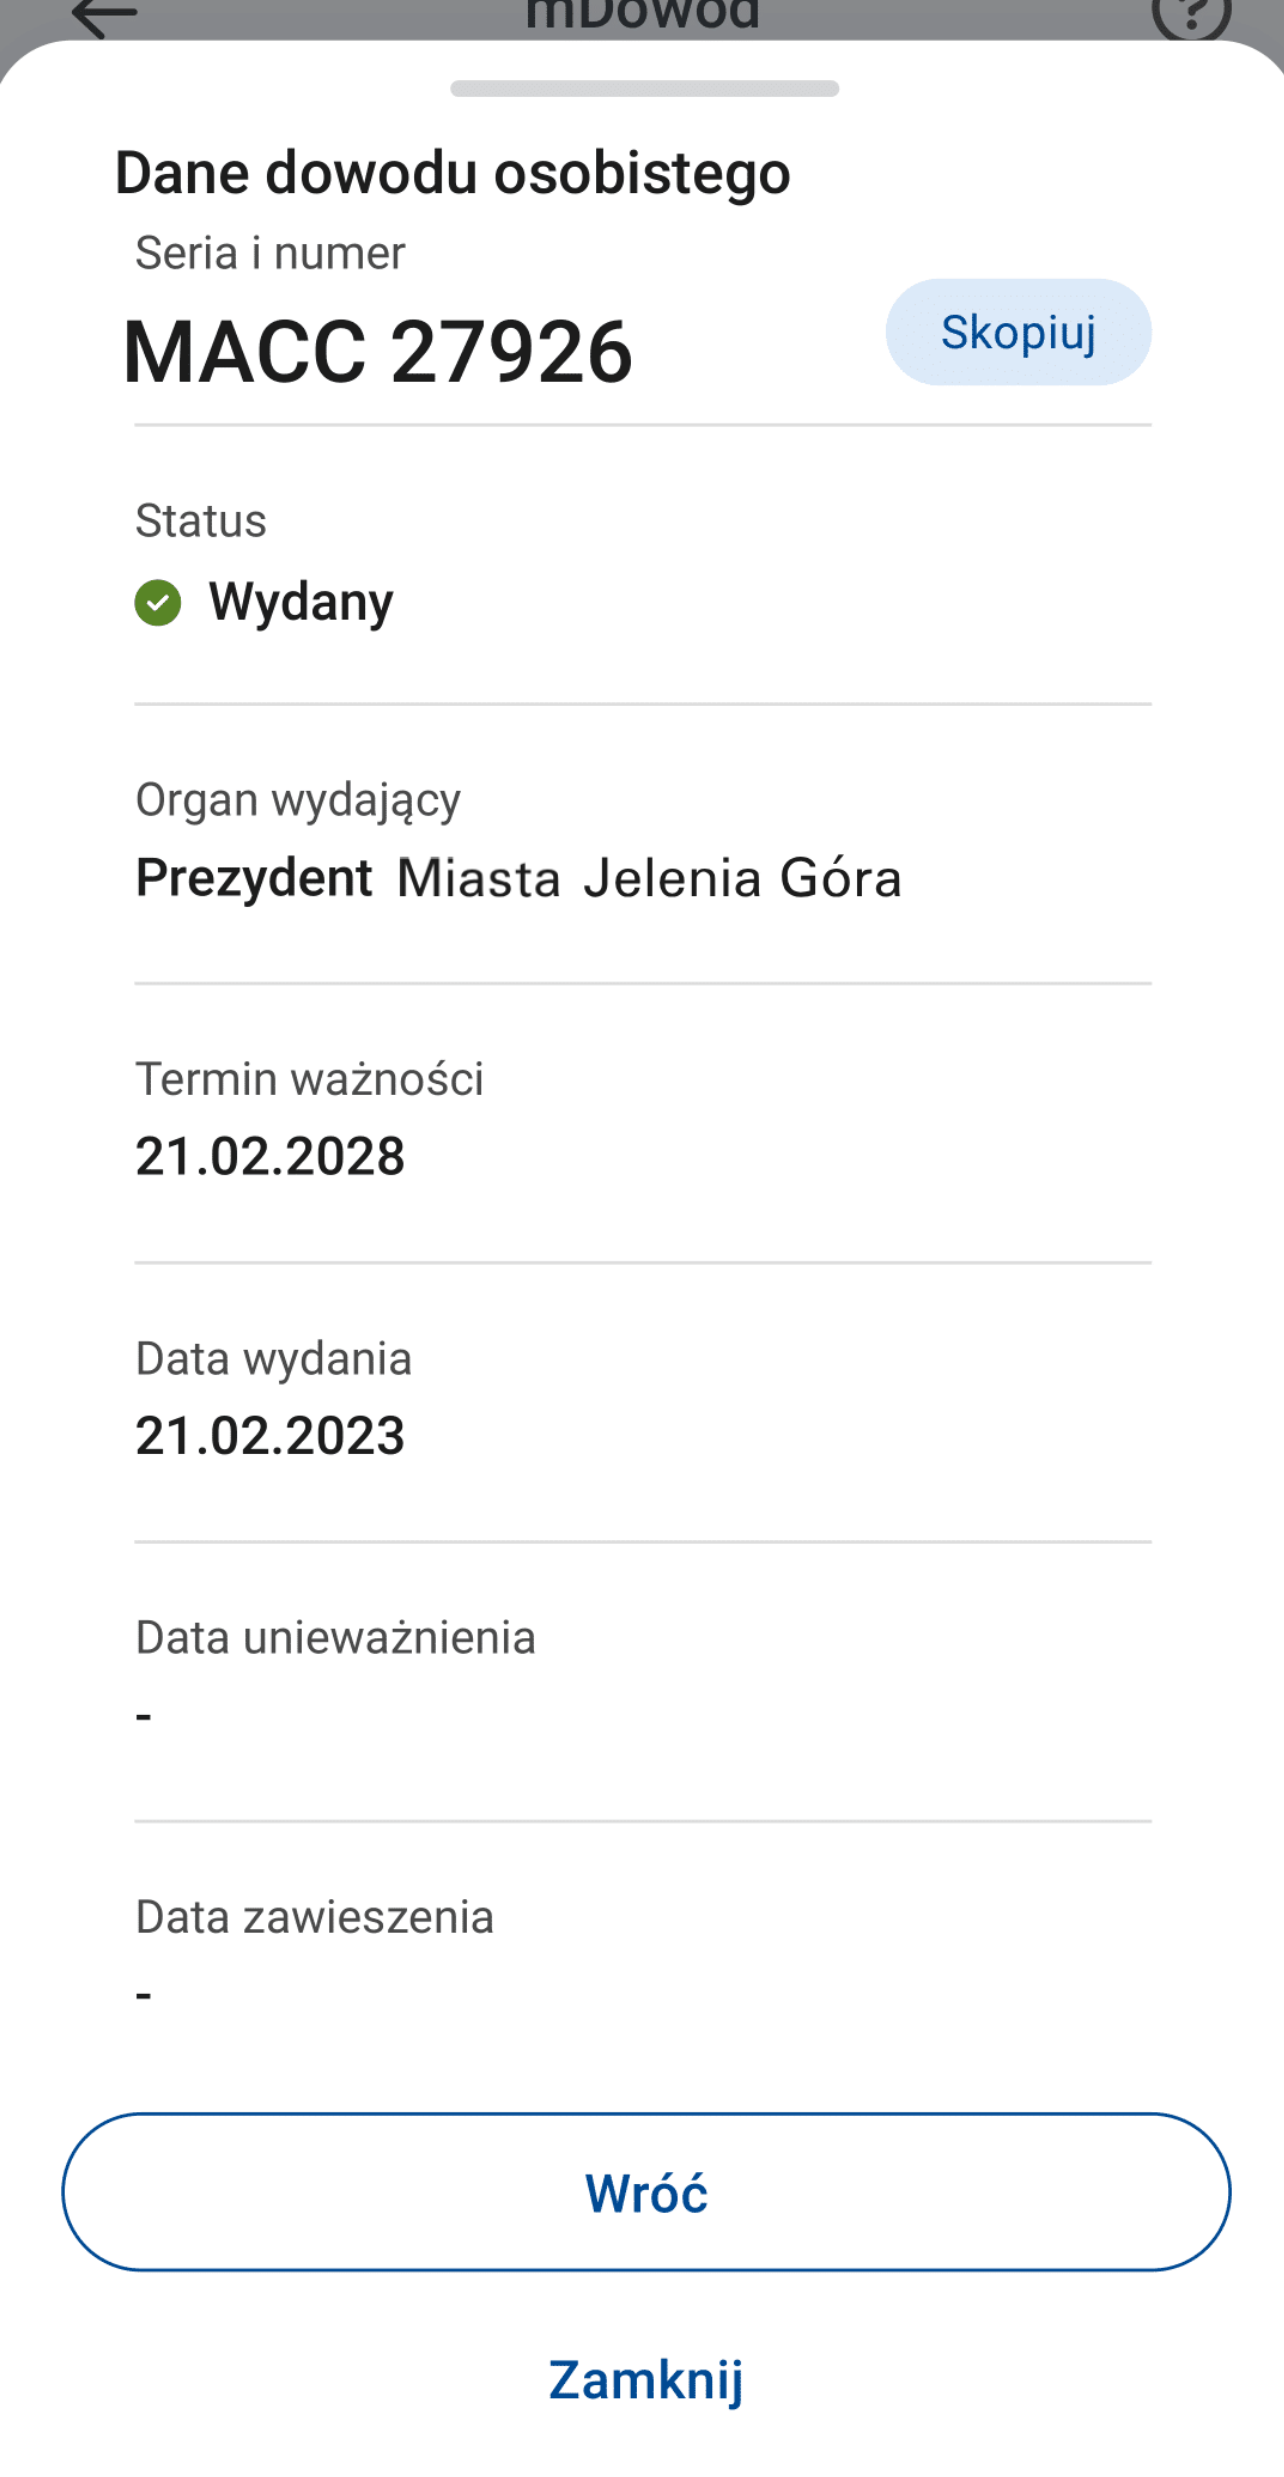 mDowód
Dane dowodu osobistego
Seria i numer
MACC 27926
Skopiuj
Status
Wydany
Organ wydający
Prezydent Miasta Jelenia Góra
Termin ważności
21.02.2028
Data wydania
21.02.2023
Data unieważnienia
-
Data zawieszenia
-
Wróć
Zamknij